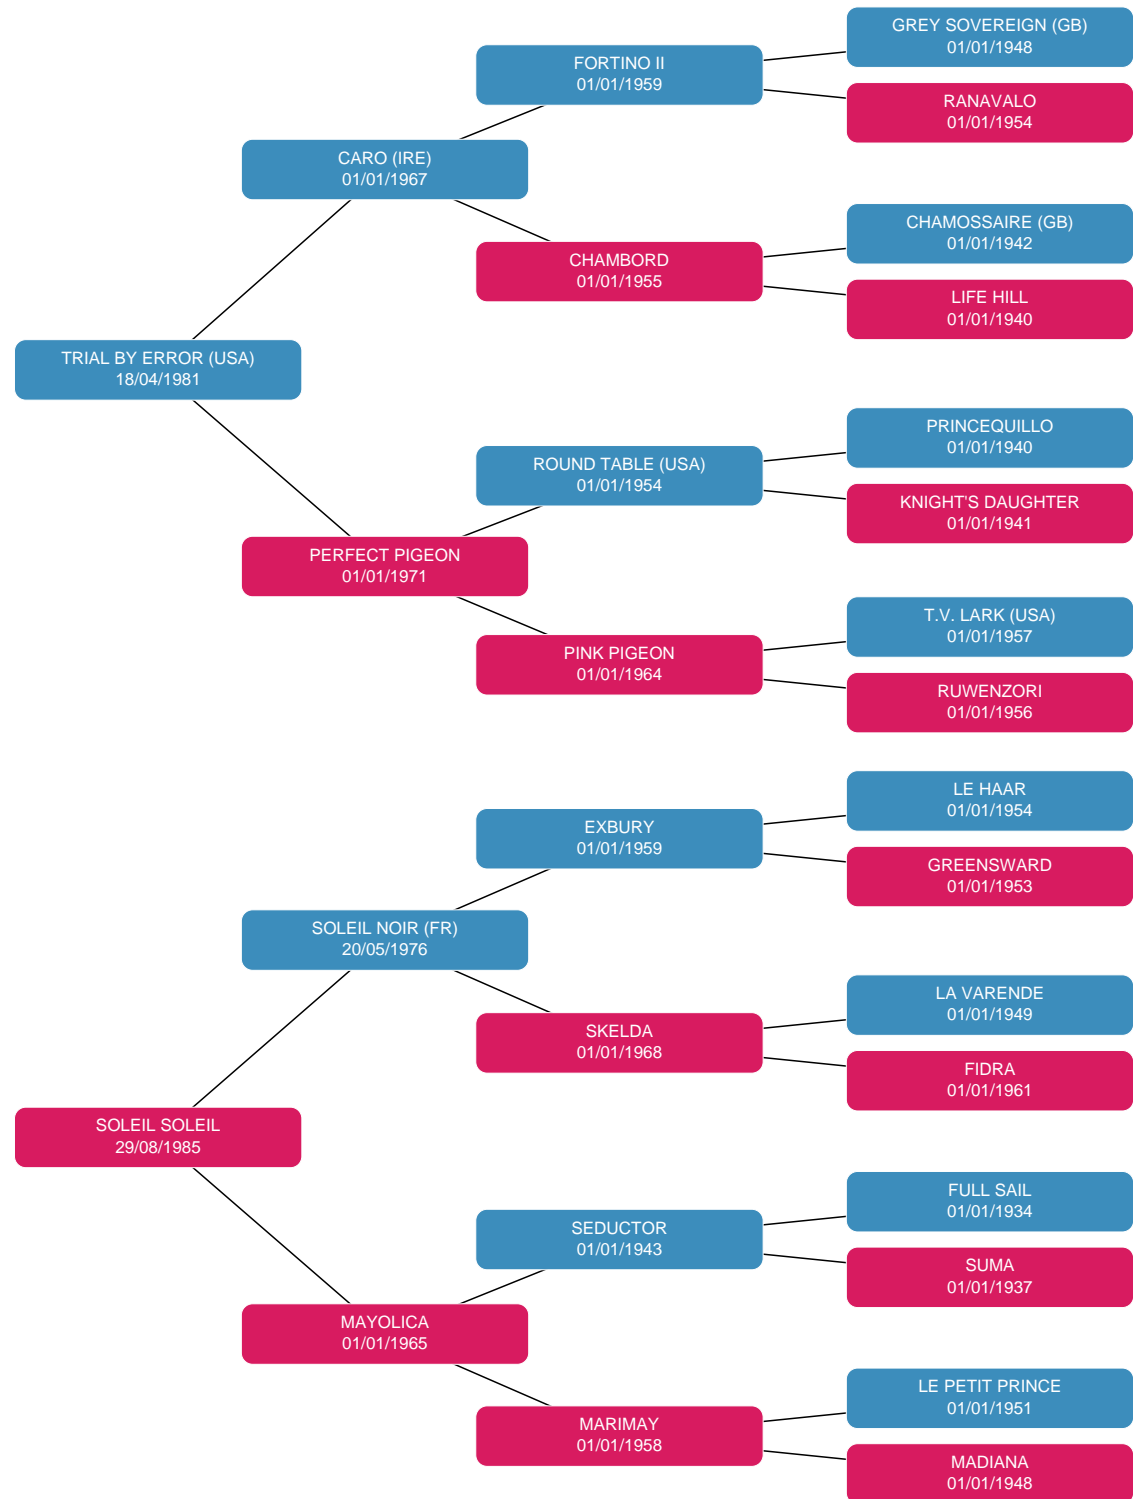 GREY SOVEREIGN (GB)
01/01/1948
FORTINO II
01/01/1959
RANAVALO
01/01/1954
CARO (IRE)
01/01/1967
CHAMOSSAIRE (GB)
01/01/1942
CHAMBORD
01/01/1955
LIFE HILL
01/01/1940
TRIAL BY ERROR (USA)
18/04/1981
PRINCEQUILLO
01/01/1940
ROUND TABLE (USA)
01/01/1954
KNIGHT'S DAUGHTER
01/01/1941
PERFECT PIGEON
01/01/1971
T.V. LARK (USA)
01/01/1957
PINK PIGEON
01/01/1964
RUWENZORI
01/01/1956
LE HAAR
01/01/1954
EXBURY
01/01/1959
GREENSWARD
01/01/1953
SOLEIL NOIR (FR)
20/05/1976
LA VARENDE
01/01/1949
SKELDA
01/01/1968
FIDRA
01/01/1961
SOLEIL SOLEIL
29/08/1985
FULL SAIL
01/01/1934
SEDUCTOR
01/01/1943
SUMA
01/01/1937
MAYOLICA
01/01/1965
LE PETIT PRINCE
01/01/1951
MARIMAY
01/01/1958
MADIANA
01/01/1948